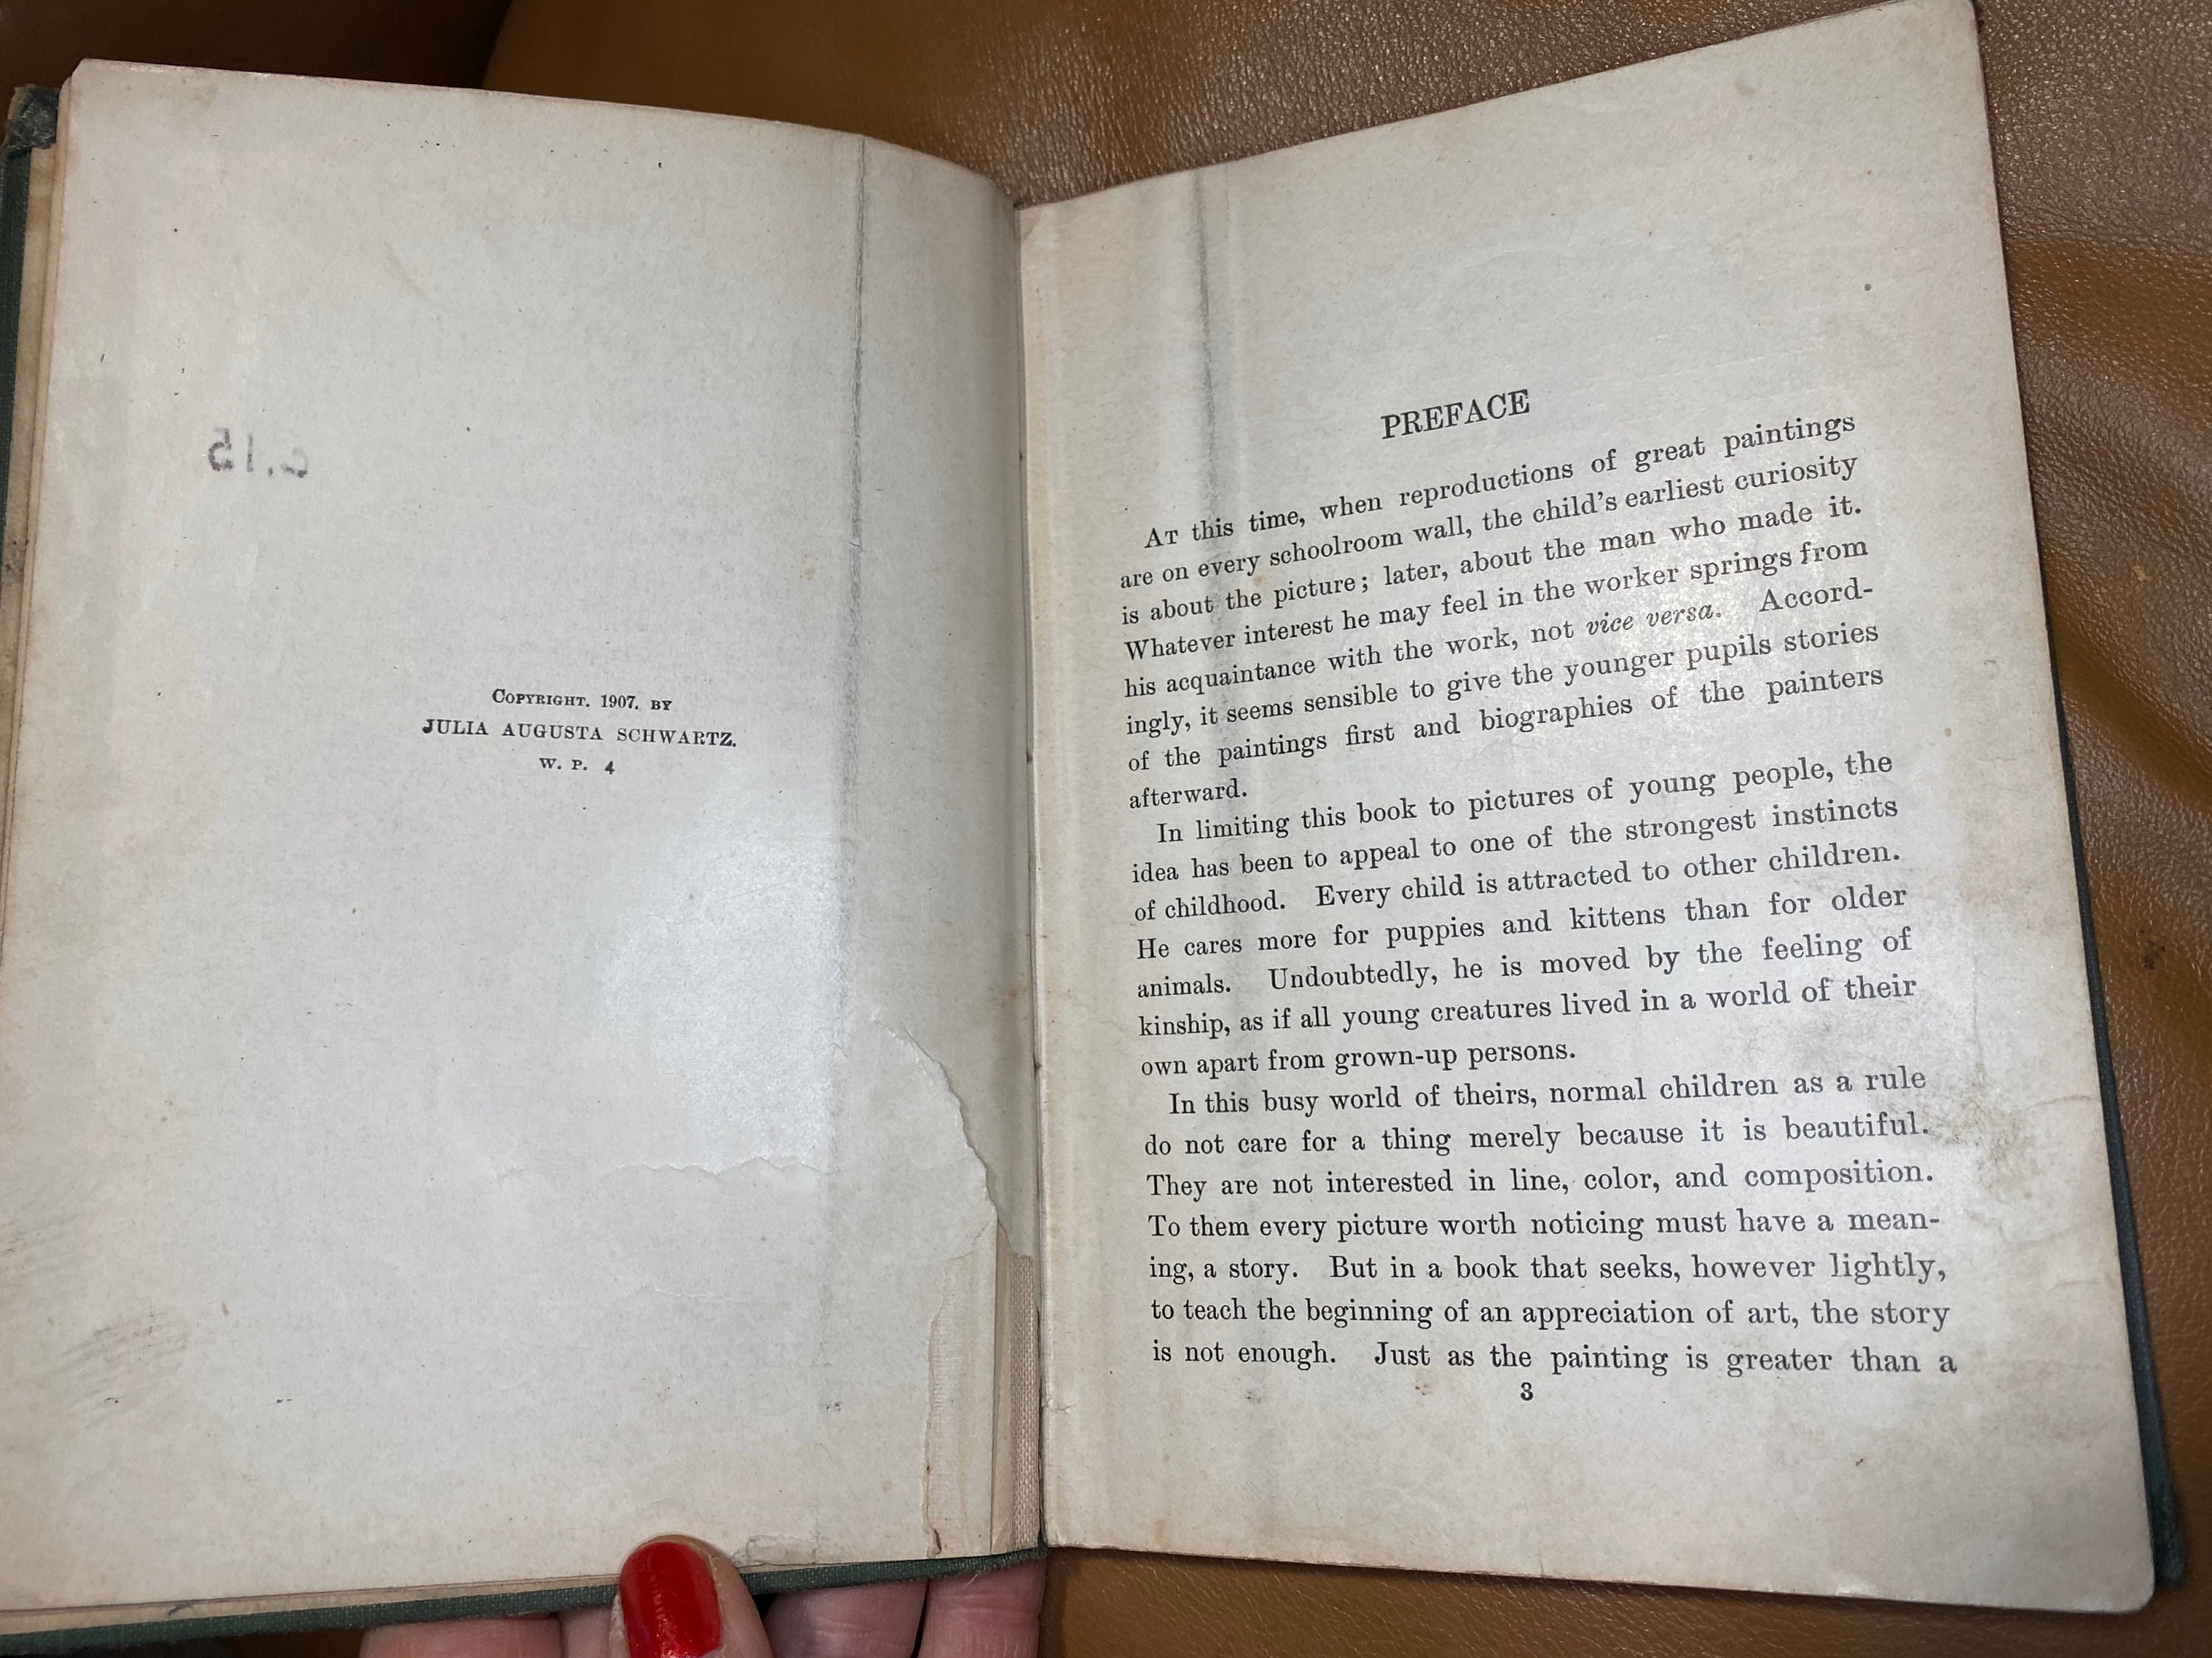 c.15
COPYRIGHT, 1907, BY
JULIA AUGUSTA SCHWARTZ.
W. P. 4
PREFACE
AT this time, when reproductions of great paintings
are on every schoolroom wall, the child's earliest curiosity
is about the picture; later, about the man who made it.
Whatever interest he may feel in the worker springs from
his acquaintance with the work, not vice versa. Accord-
ingly, it seems sensible to give the younger pupils stories
of the paintings first and biographies of the painters
afterward.
In limiting this book to pictures of young people, the
idea has been to appeal to one of the strongest instincts
of childhood. Every child is attracted to other children.
He cares more for puppies and kittens than for older
animals. Undoubtedly, he is moved by the feeling of
kinship, as if all young creatures lived in a world of their
own apart from grown-up persons.
In this busy world of theirs, normal children as a rule
do not care for a thing merely because it is beautiful.
They are not interested in line, color, and composition.
To them every picture worth noticing must have a mean-
ing, a story. But in a book that seeks, however lightly,
to teach the beginning of an appreciation of art, the story
is not enough. Just as the painting is greater than a
3